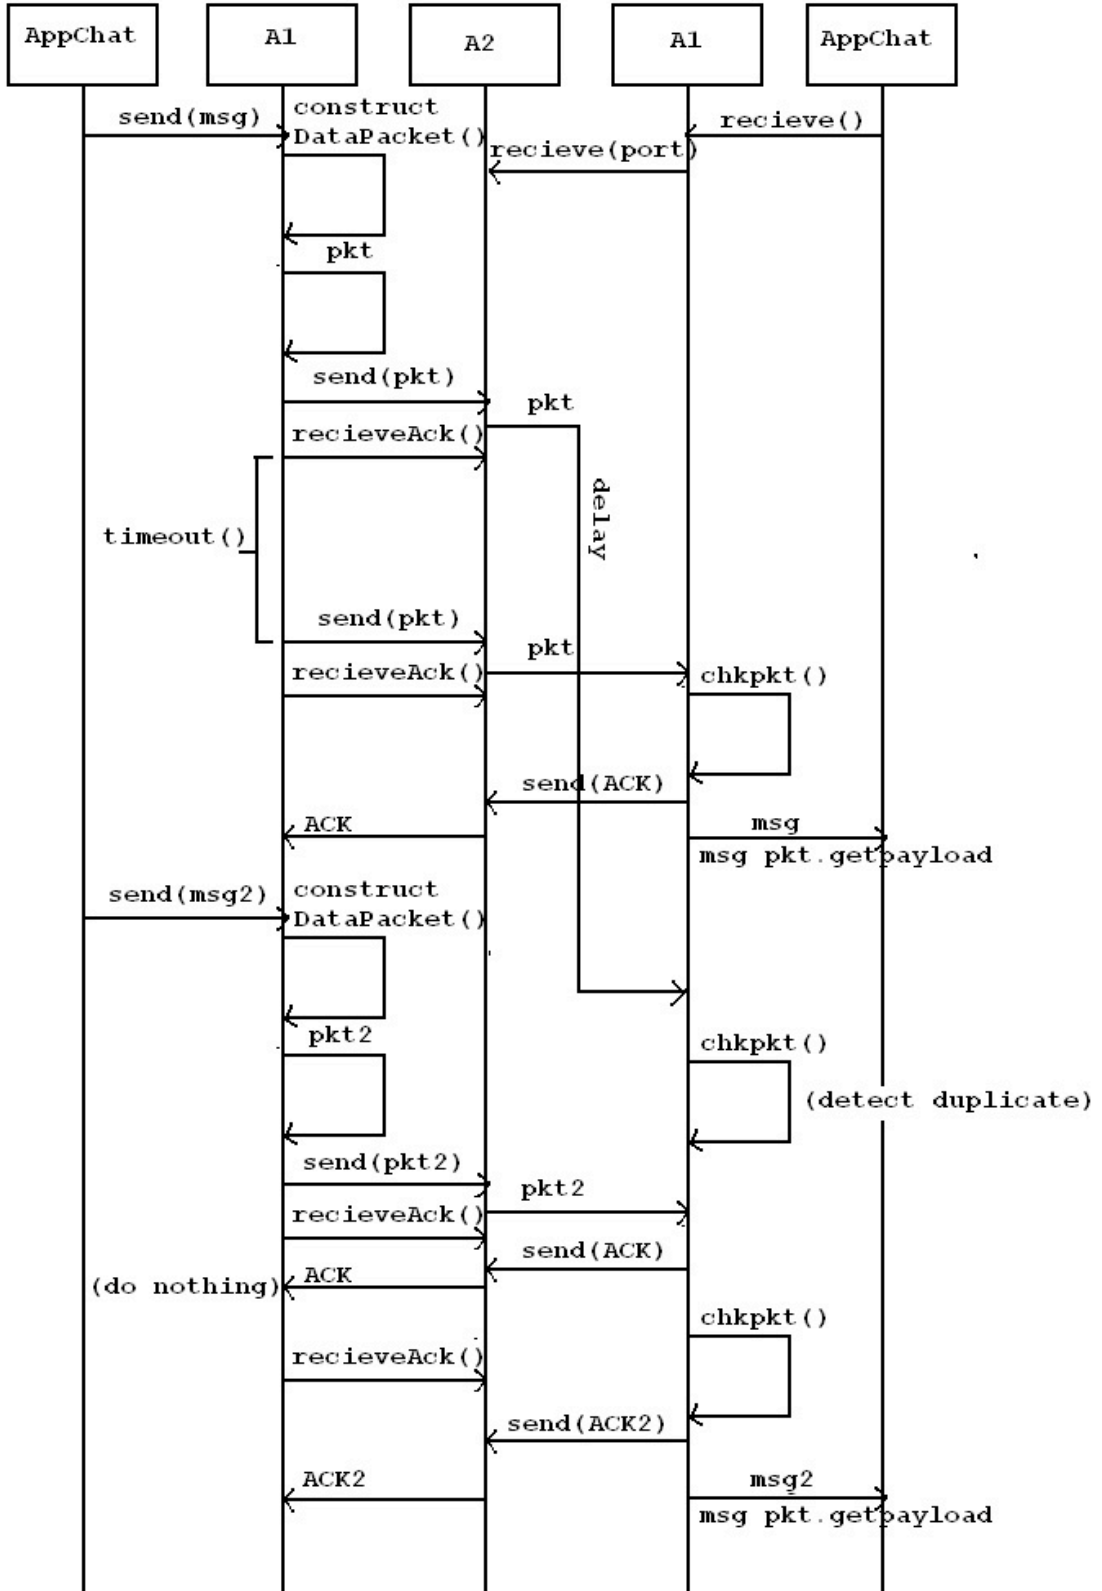 AppChat
A1
A2
A1
AppChat
send(msg)
construct
DataPacket()
recieve()
recieve(port)
pkt
send(pkt)
pkt
recieveAck()
delay
timeout()
send(pkt)
pkt
recieveAck()
chkpkt()
send(ACK)
ACK
msg
msg pkt.getpayload
send(msg2)
construct
DataPacket()
pkt2
chkpkt()
(detect duplicate)
send(pkt2)
pkt2
recieveAck()
send(ACK)
(do nothing)
ACK
chkpkt()
recieveAck()
send(ACK2)
ACK2
msg2
msg pkt.getpayload